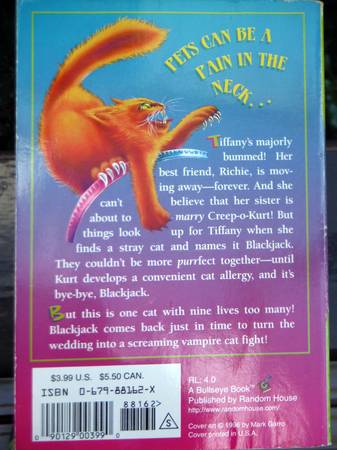 PETS CAN BE A
PAIN IN THE
NECK...
Tiffany's majorly
bummed! Her
best friend, Richie, is mov-
ing away—forever. And she
can't believe that her sister is
about to marry Creep-o-Kurt! But
things look up for Tiffany when she
finds a stray cat and names it Blackjack.
They couldn't be more purrfect together—until
Kurt develops a convenient cat allergy, and it's
bye-bye, Blackjack.
But this is one cat with nine lives too many!
Blackjack comes back just in time to turn the
wedding into a screaming vampire cat fight!
$3.99 U.S. $5.50 CAN.
ISBN 0-679-88162-X
88162>
S
0 90129 00399 0
RL: 4.0
A Bullseye Book™
Published by Random House
http://www.randomhouse.com/
Cover art © 1996 by Mark Garro
Cover printed in U.S.A.